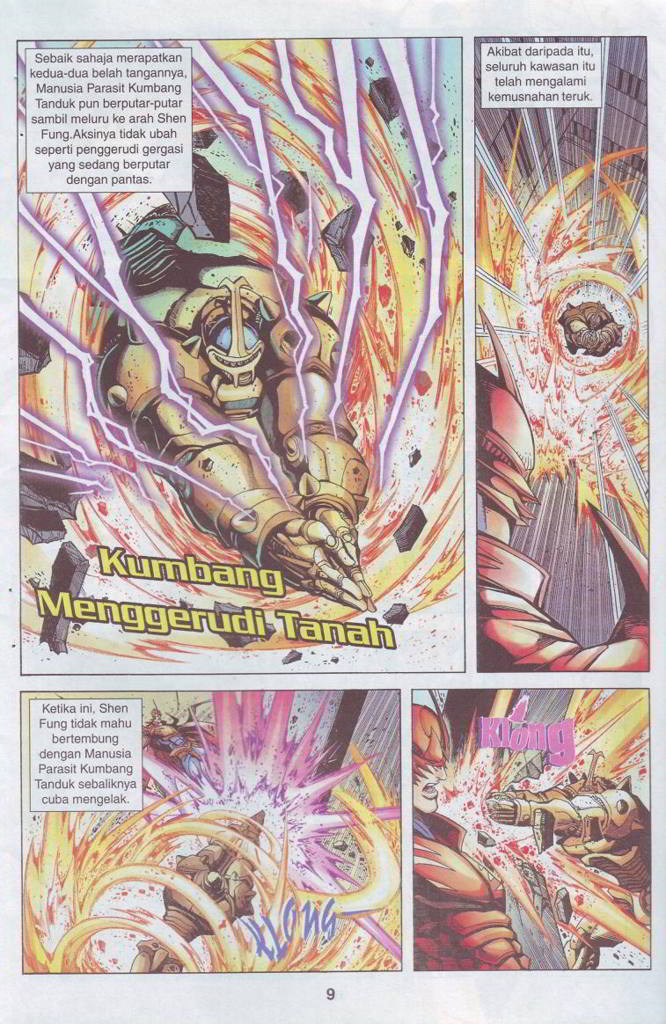 Sebaik sahaja merapatkan
kedua-dua belah tangannya,
Manusia Parasit Kumbang
Tanduk pun berputar-putar
sambil meluru ke arah Shen
Fung.Aksinya tidak ubah
seperti penggerudi gergasi
yang sedang berputar
dengan pantas.
Kumbang
Menggerudi Tanah
Akibat daripada itu,
seluruh kawasan itu
telah mengalami
kemusnahan teruk.
Ketika ini, Shen
Fung tidak mahu
bertembung
dengan Manusia
Parasit Kumbang
Tanduk sebaliknya
cuba mengelak.
KLONG
Klong
9